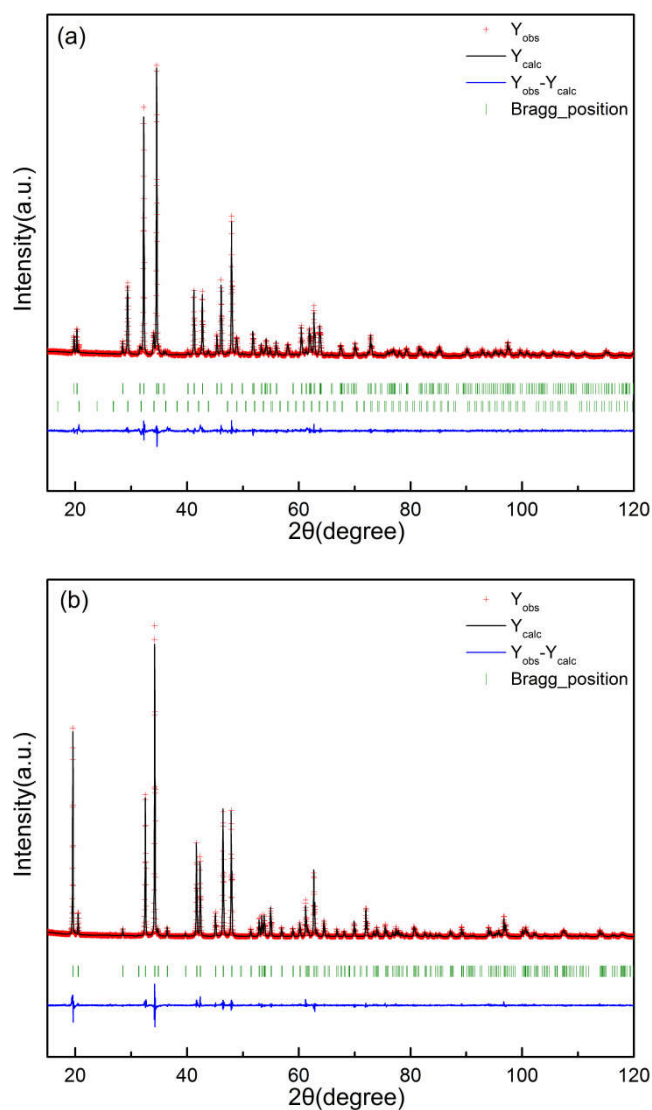 (a)
Y_obs
Y_calc
Y_obs-Y_calc
Bragg_position
Intensity(a.u.)
20 40 60 80 100 120
2θ(degree)
(b)
Y_obs
Y_calc
Y_obs-Y_calc
Bragg_position
Intensity(a.u.)
20 40 60 80 100 120
2θ(degree)